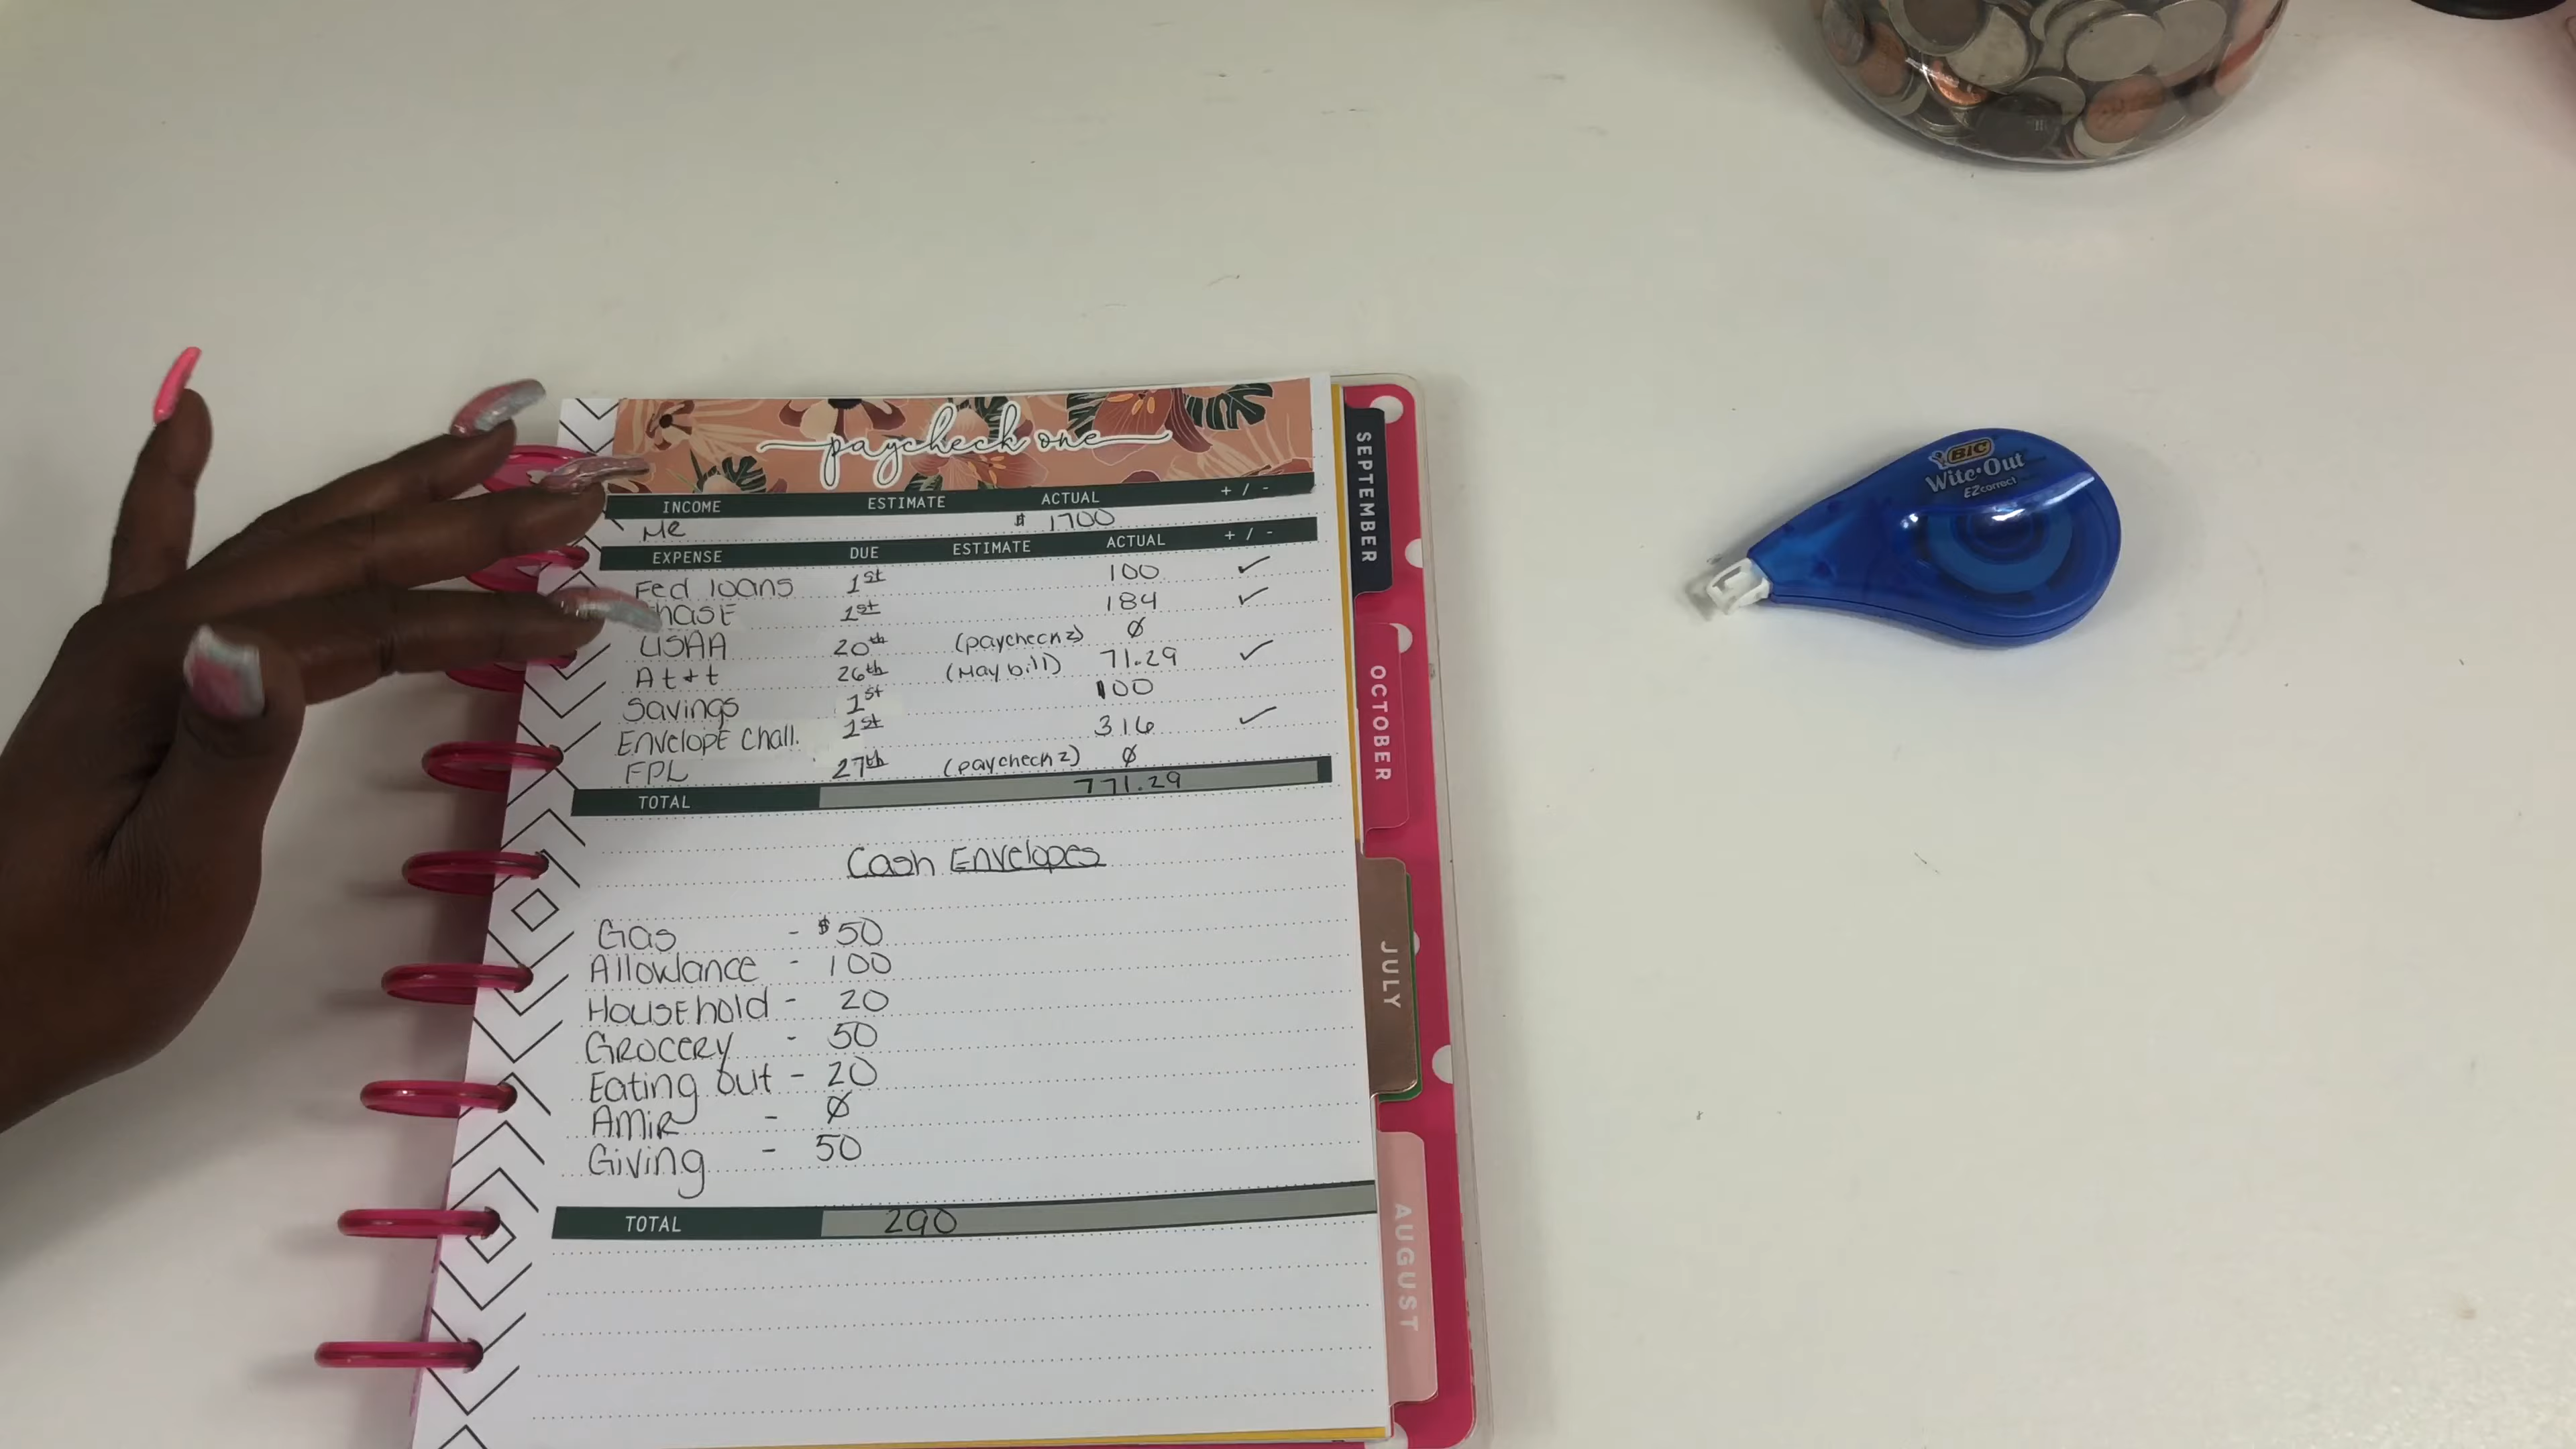 paycheck one
INCOME ESTIMATE ACTUAL + / -
Me $ 1700
EXPENSE DUE ESTIMATE ACTUAL + / -
Fed loans 1st 100 ✓
hasE 1st 184 ✓
USAA 20th (paycheck 2) Ø
At+t 26th (May bill) 71.29 ✓
Savings 1st 100
EnvelopE Chall. 1st 316 ✓
FPL 27th (paycheck 2) Ø
TOTAL 771.29
Cash Envelopes
Gas - $50
Allowance - 100
HousEhold - 20
GROCERY - 50
Eating out - 20
AMIR - Ø
Giving - 50
TOTAL 290
SEPTEMBER
OCTOBER
JULY
AUGUST
BIC
Wite-Out
EZcorrect